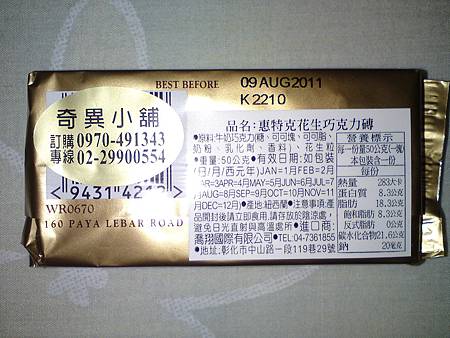 BEST BEFORE 09 AUG 2011
K2210
奇異小舖
訂購 0970-491343
專線 02-29900554
WR0670
160 PAYA LEBAR ROAD
品名:惠特克花生巧克力磚
●原料:牛奶巧克力(糖、可可塊、可可脂、
奶粉、乳化劑、香料)、花生粒
●重量:50公克●有效日期:如包裝
(日/月/西元年)JAN=1月FEB=2月
MAR=3APR=4月MAY=5月JUN=6月JUL=7
月AUG=8月SEP=9月OCT=10月NOV=11
月DEC=12月)●產地:紐西蘭●注意事項:產
品開封後請立即食用,請存放於陰涼處,
避免日光直射與高溫處所●進口商:
喬翔國際有限公司●TEL:04-7361855
●地址:彰化市中山路一段119巷29號
營養標示
每一份量50公克(一塊)
本包裝含一份
每份
熱量 283大卡
蛋白質 8.3公克
脂肪 18.3公克
飽和脂肪 8.3公克
反式脂肪 0公克
碳水化合物21.6公克
鈉 20毫克